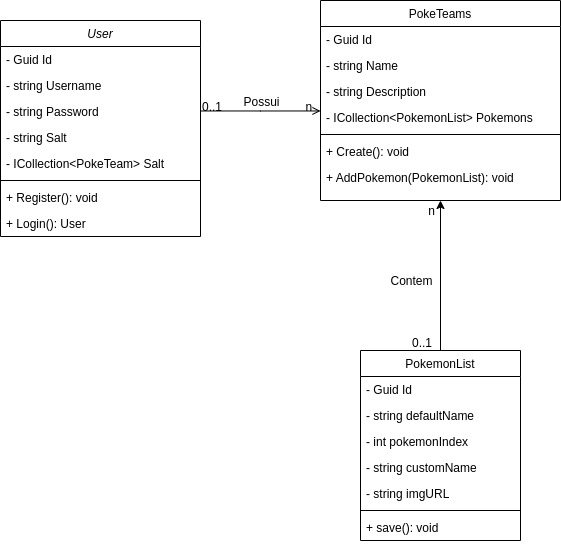 User
- Guid Id
- string Username
- string Password
- string Salt
- ICollection<PokeTeam> Salt
+ Register(): void
+ Login(): User
0..1
Possui
n
PokeTeams
- Guid Id
- string Name
- string Description
- ICollection<PokemonList> Pokemons
+ Create(): void
+ AddPokemon(PokemonList): void
n
Contem
0..1
PokemonList
- Guid Id
- string defaultName
- int pokemonIndex
- string customName
- string imgURL
+ save(): void